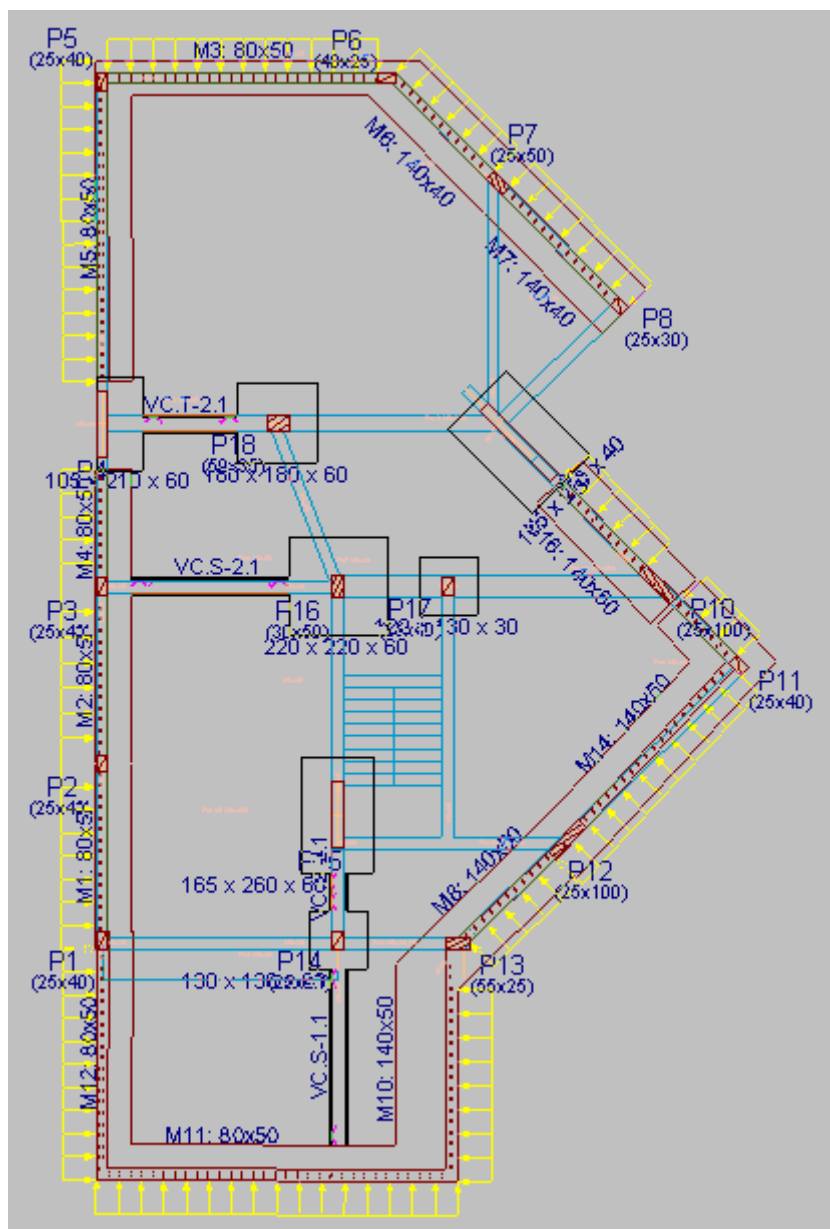 P5
(25x40)
M3: 80x50
P6
(40x25)
P7
(25x50)
M6: 140x40
M5: 80x50
M7: 140x40
P8
(25x30)
VC.T-2.1
P18
180 x 180 x 60
x 40
M4: 80x50
M16: 140x60
VC.S-2.1
P3
(25x40)
P16
(30x50)
P17
220 x 220 x 60
130 x 30
P10
(25x100)
P11
(25x40)
M2: 80x50
M14: 140x50
P2
(25x40)
M1: 80x50
165 x 260 x 60
M8: 140x60
P12
(25x100)
P1
(25x40)
P14
P13
(55x25)
M12: 80x50
VC.S-1.1
M10: 140x50
M11: 80x50